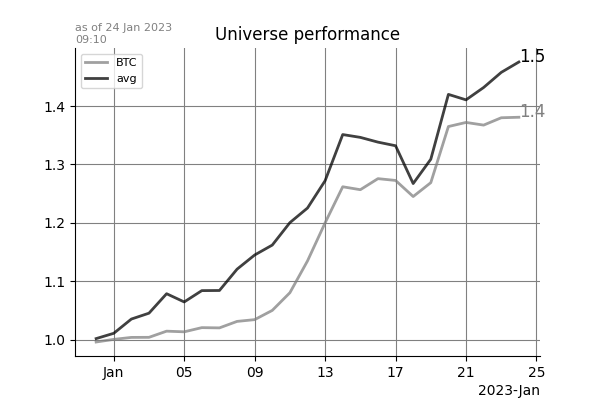 as of 24 Jan 2023
09:10
Universe performance
BTC
avg
1.5
1.4
1.4
1.3
1.2
1.1
1.0
Jan 05 09 13 17 21 25
2023-Jan